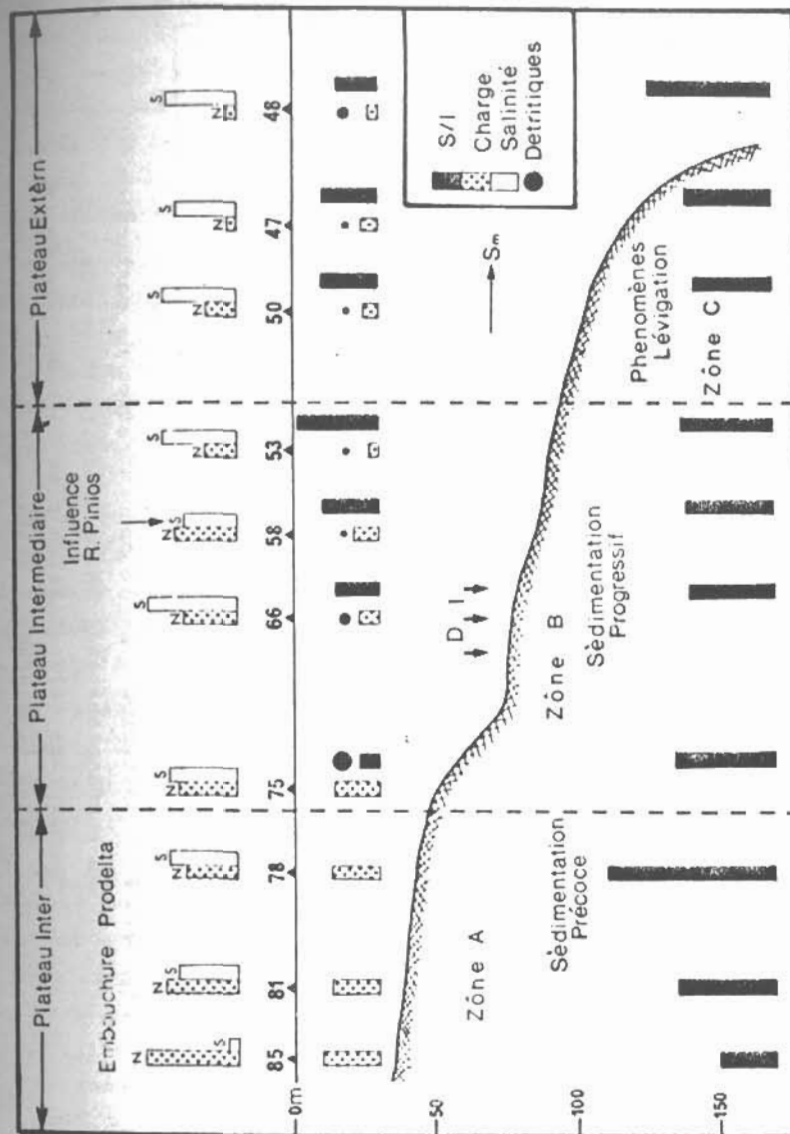 Plateau Inter
Plateau Intermediaire
Plateau Extèrn
Embouchure Prodelta
Influence
R. Pinios
N S
N S
N S
N S
N S
N S
N S
N S
N S
N S
85 81 78 75 66 58 53 50 47 48
0m
50
100
150
S/I
Charge
Salinité
Détritiques
Sm
D I
Zône A
Sèdimentation
Précoce
Zône B
Sèdimentation
Progressif
Phenomènes
Lévigation
Zône C